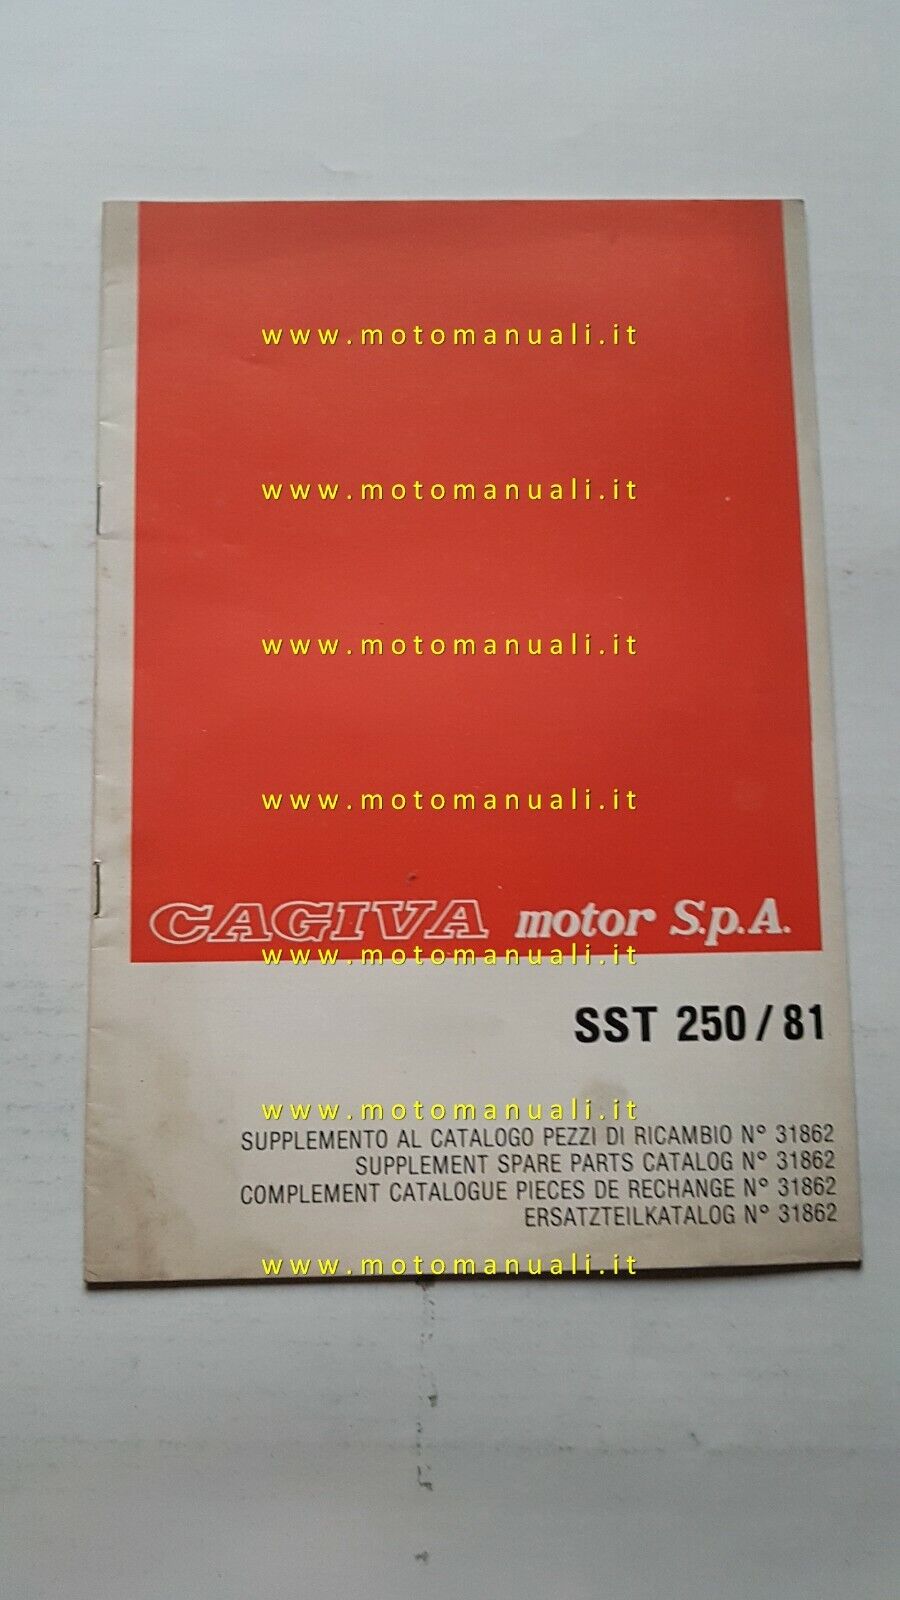 www.motomanuali.it
www.motomanuali.it
www.motomanuali.it
www.motomanuali.it
CAGIVA motor S.p.A.
www.motomanuali.it
SST 250/81
www.motomanuali.it
SUPPLEMENTO AL CATALOGO PEZZI DI RICAMBIO N° 31862
SUPPLEMENT SPARE PARTS CATALOG N° 31862
COMPLEMENT CATALOGUE PIECES DE RECHANGE N° 31862
ERSATZTEILKATALOG N° 31862
www.motomanuali.it